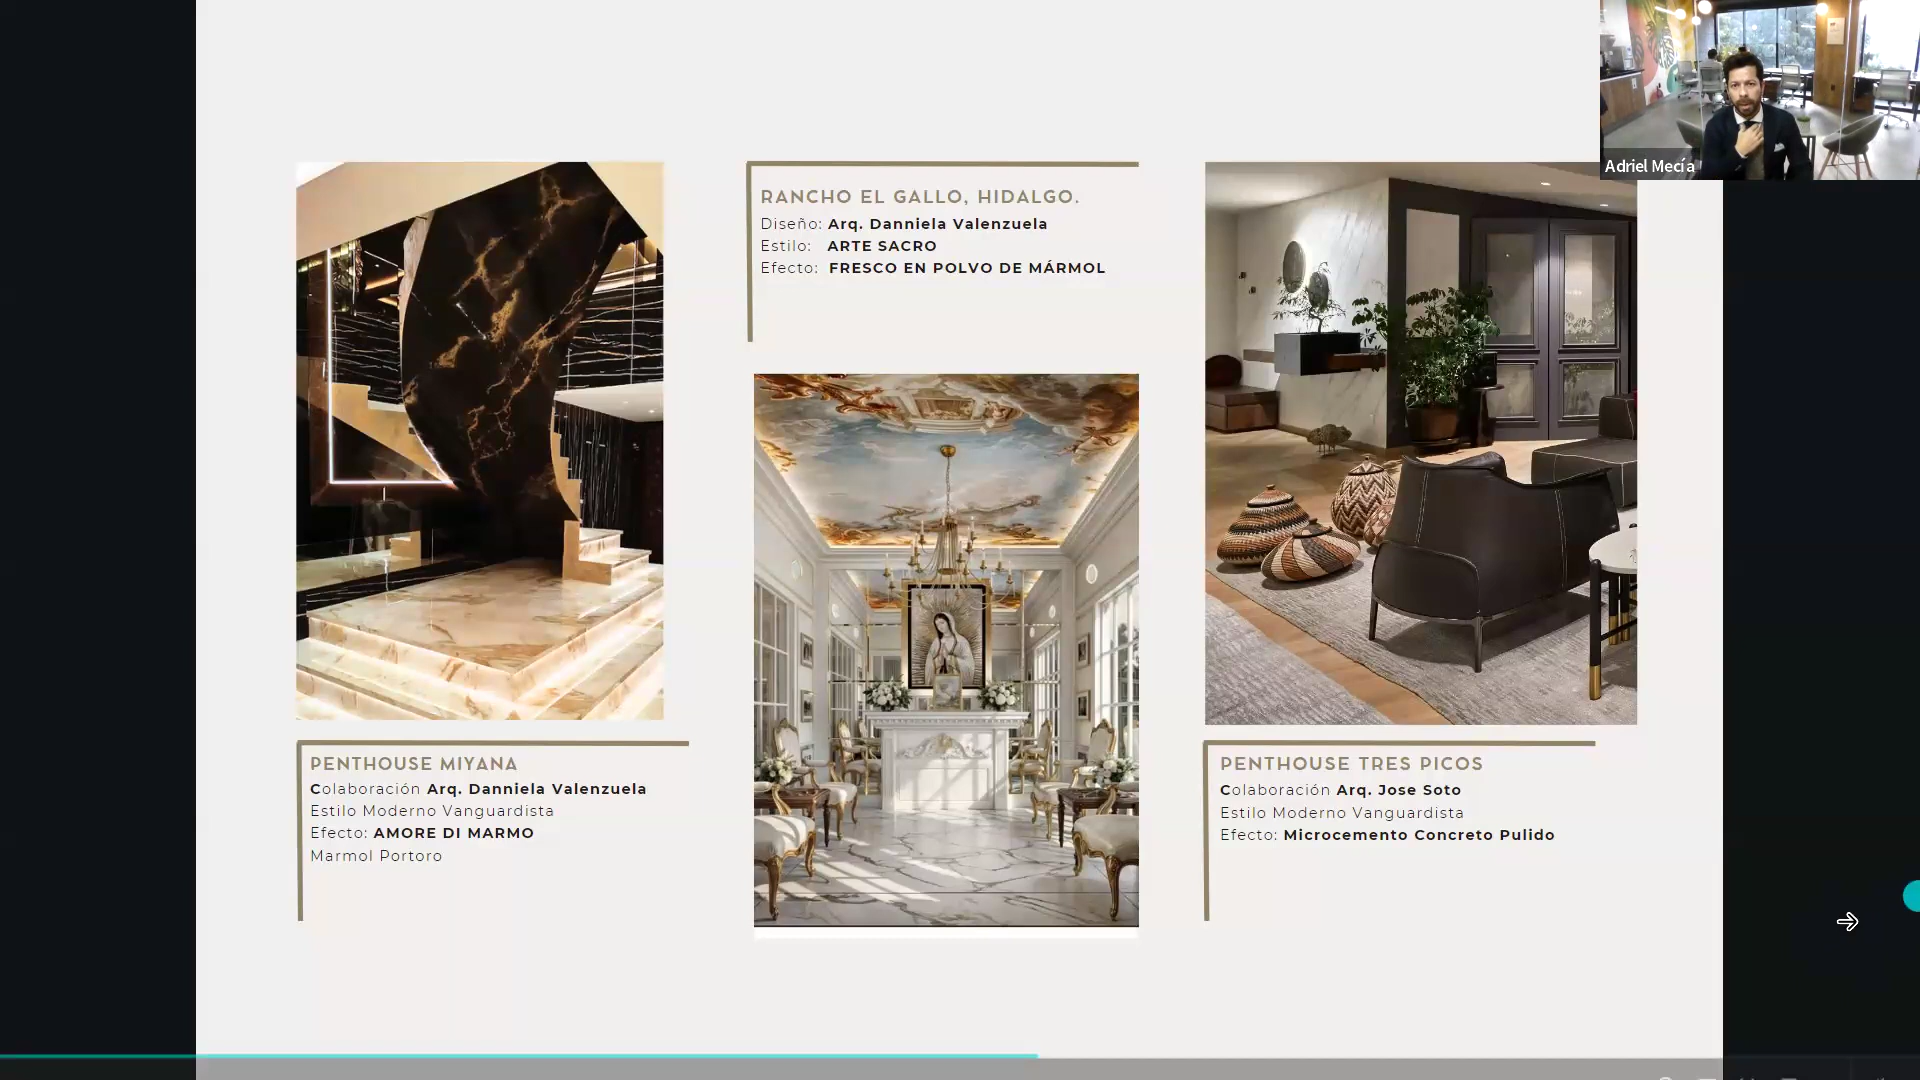 Adriel Mecía
RANCHO EL GALLO, HIDALGO.
Diseño: Arq. Danniela Valenzuela
Estilo: ARTE SACRO
Efecto: FRESCO EN POLVO DE MÁRMOL
PENTHOUSE MIYANA
Colaboración Arq. Danniela Valenzuela
Estilo Moderno Vanguardista
Efecto: AMORE DI MARMO
Marmol Portoro
PENTHOUSE TRES PICOS
Colaboración Arq. Jose Soto
Estilo Moderno Vanguardista
Efecto: Microcemento Concreto Pulido